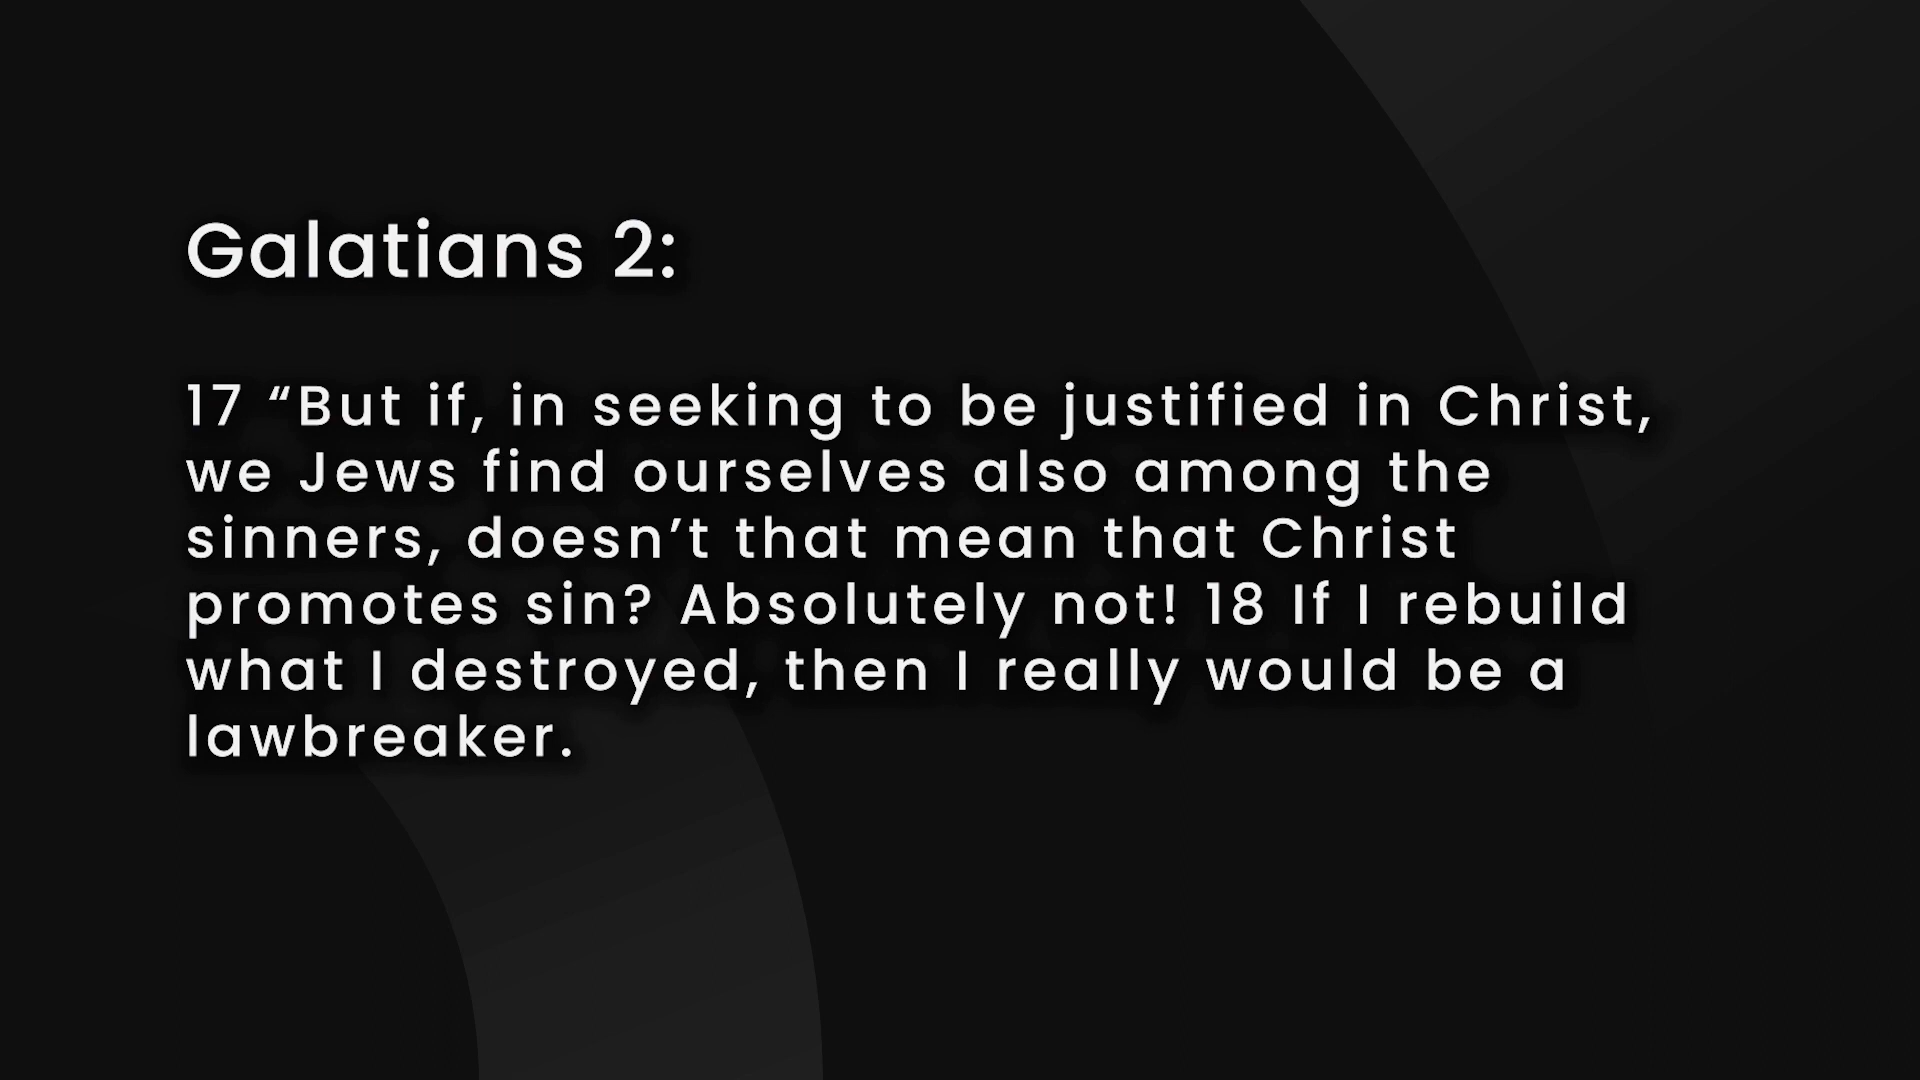 Galatians 2:
17 “But if, in seeking to be justified in Christ,
we Jews find ourselves also among the
sinners, doesn’t that mean that Christ
promotes sin? Absolutely not! 18 If I rebuild
what I destroyed, then I really would be a
lawbreaker.